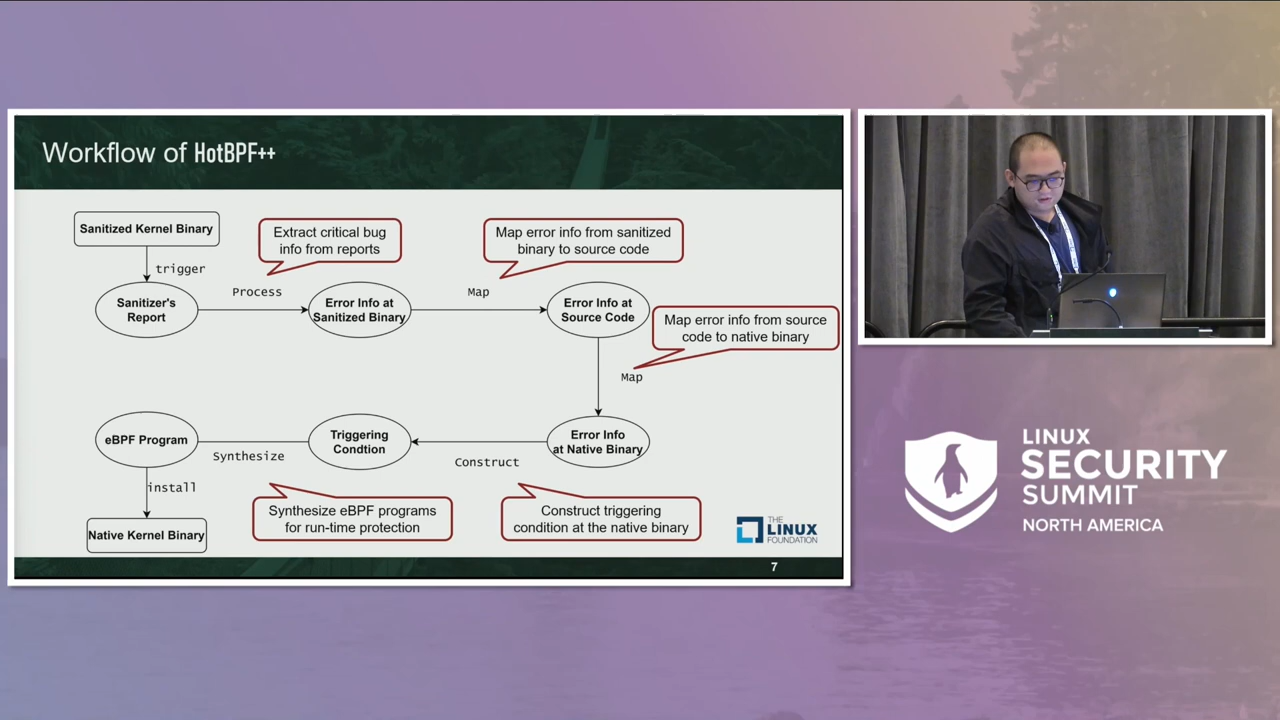 Workflow of HotBPF++
Sanitized Kernel Binary
trigger
Sanitizer's
Report
Process
Extract critical bug
info from reports
Error Info at
Sanitized Binary
Map
Map error info from sanitized
binary to source code
Error Info at
Source Code
Map error info from source
code to native binary
Map
Error Info
at Native Binary
Construct
Construct triggering
condition at the native binary
Triggering
Condtion
Synthesize
Synthesize eBPF programs
for run-time protection
eBPF Program
install
Native Kernel Binary
THE
LINUX
FOUNDATION
7
LINUX
SECURITY
SUMMIT
NORTH AMERICA